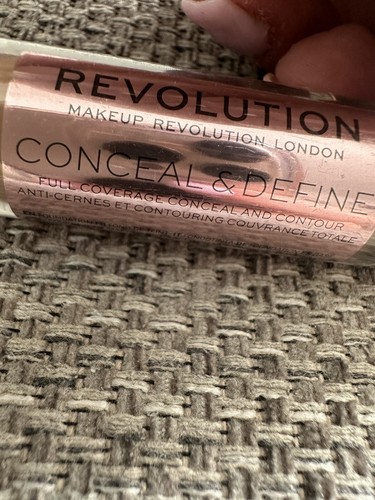 REVOLUTION
MAKEUP REVOLUTION LONDON
CONCEAL & DEFINE
FULL COVERAGE CONCEAL AND CONTOUR
ANTI-CERNES ET CONTOURING COUVRANCE TOTALE